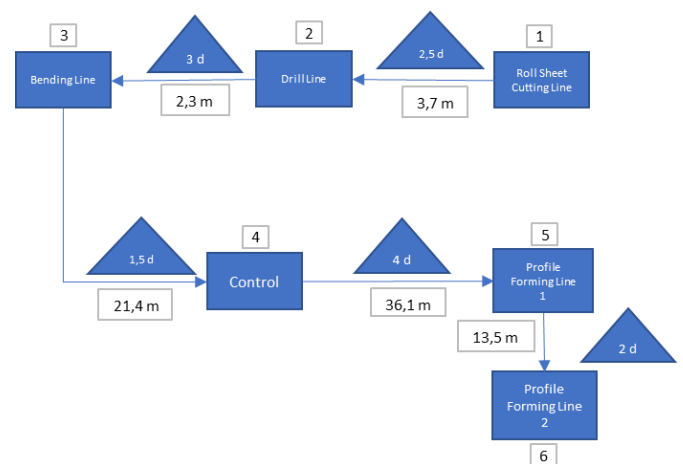 3
2
1
3 d
2,5 d
Bending Line
Drill Line
Roll Sheet
Cutting Line
2,3 m
3,7 m
4
5
1,5 d
4 d
Control
Profile
Forming Line
1
21,4 m
36,1 m
13,5 m
2 d
Profile
Forming Line
2
6